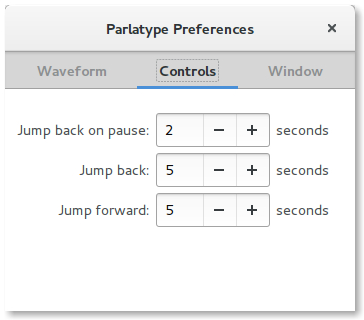 Parlatype Preferences
Waveform Controls Window
Jump back on pause: 2 seconds
Jump back: 5 seconds
Jump forward: 5 seconds